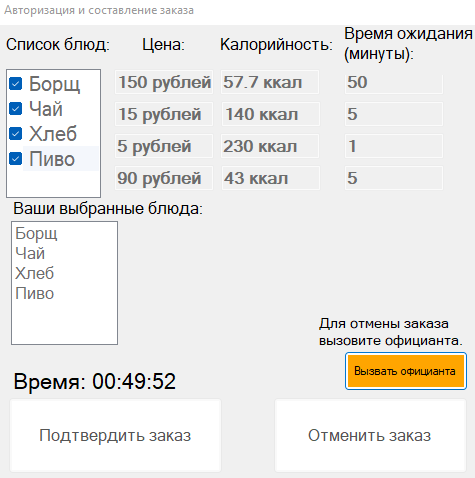 Авторизация и составление заказа
Список блюд: Цена: Калорийность: Время ожидания (минуты):
Борщ 150 рублей 57.7 ккал 50
Чай 15 рублей 140 ккал 5
Хлеб 5 рублей 230 ккал 1
Пиво 90 рублей 43 ккал 5
Ваши выбранные блюда:
Борщ
Чай
Хлеб
Пиво
Для отмены заказа
вызовите официанта.
Вызвать официанта
Время: 00:49:52
Подтвердить заказ Отменить заказ